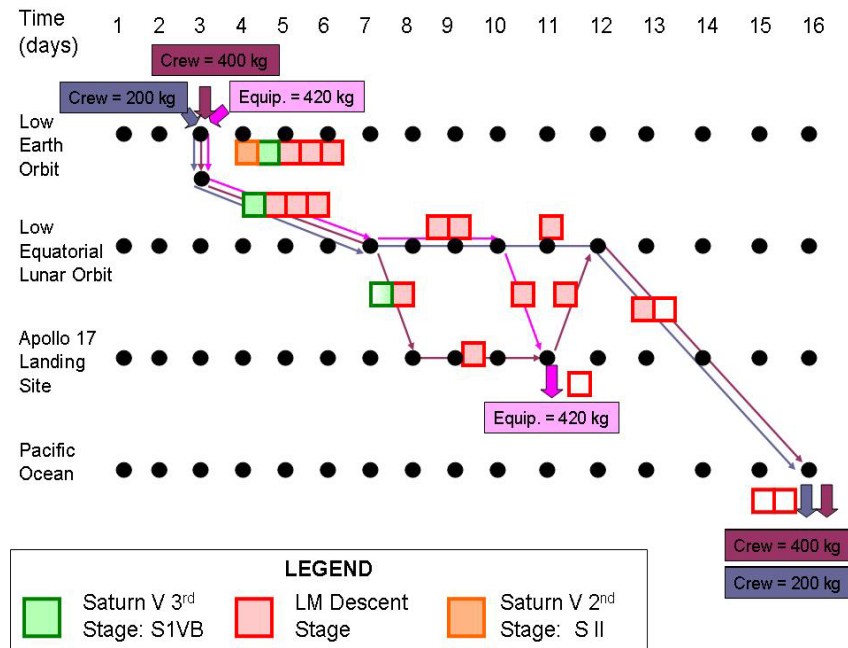 Time 1 2 3 4 5 6 7 8 9 10 11 12 13 14 15 16
(days)
Crew = 400 kg
Crew = 200 kg
Equip. = 420 kg
Low
Earth
Orbit
Low
Equatorial
Lunar Orbit
Apollo 17
Landing
Site
Equip. = 420 kg
Pacific
Ocean
Crew = 400 kg
Crew = 200 kg
LEGEND
Saturn V 3rd
Stage: S1VB
LM Descent
Stage
Saturn V 2nd
Stage: S II